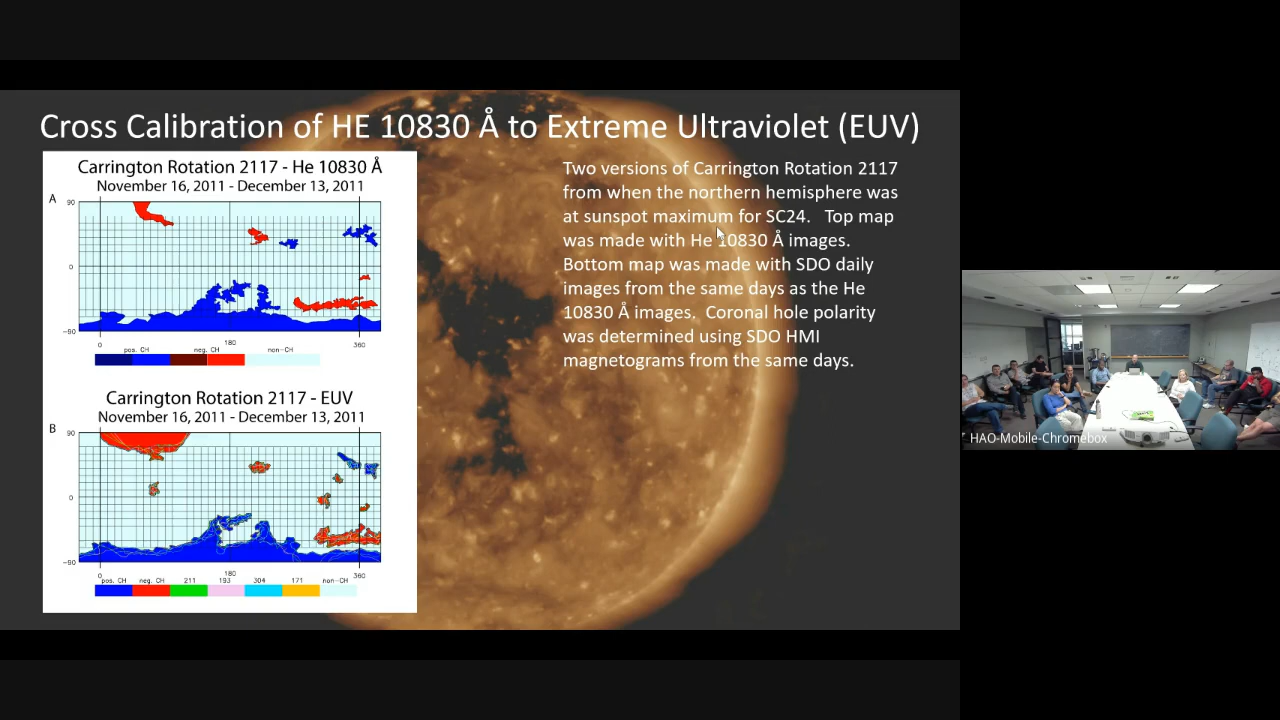 Cross Calibration of HE 10830 Å to Extreme Ultraviolet (EUV)
Carrington Rotation 2117 - He 10830 Å
November 16, 2011 - December 13, 2011
A
90
0
-90
0
180
360
pos. CH
neg. CH
non-CH
Carrington Rotation 2117 - EUV
November 16, 2011 - December 13, 2011
B
90
0
-90
0
180
360
pos. CH
neg. CH
211
193
304
171
non-CH
Two versions of Carrington Rotation 2117
from when the northern hemisphere was
at sunspot maximum for SC24. Top map
was made with He 10830 Å images.
Bottom map was made with SDO daily
images from the same days as the He
10830 Å images. Coronal hole polarity
was determined using SDO HMI
magnetograms from the same days.
HAO-Mobile-Chromebox